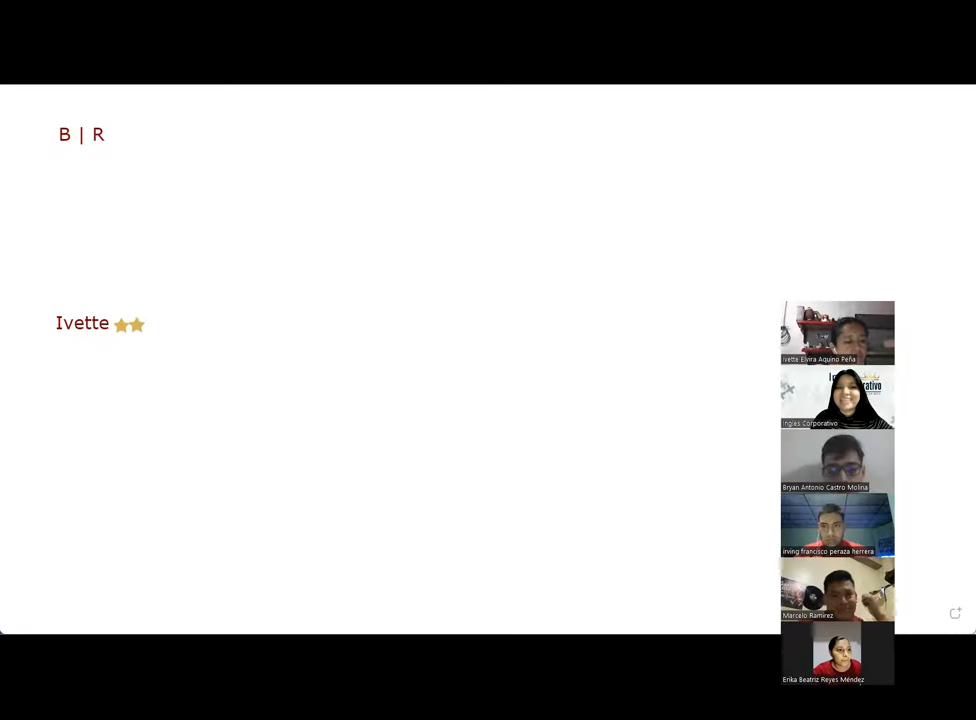 B | R
Ivette
Ivette Elvira Aquino Peña
Ingles Corporativo
Bryan Antonio Castro Molina
irving francisco peraza herrera
Marcelo Ramirez
Erika Beatriz Reyes Méndez